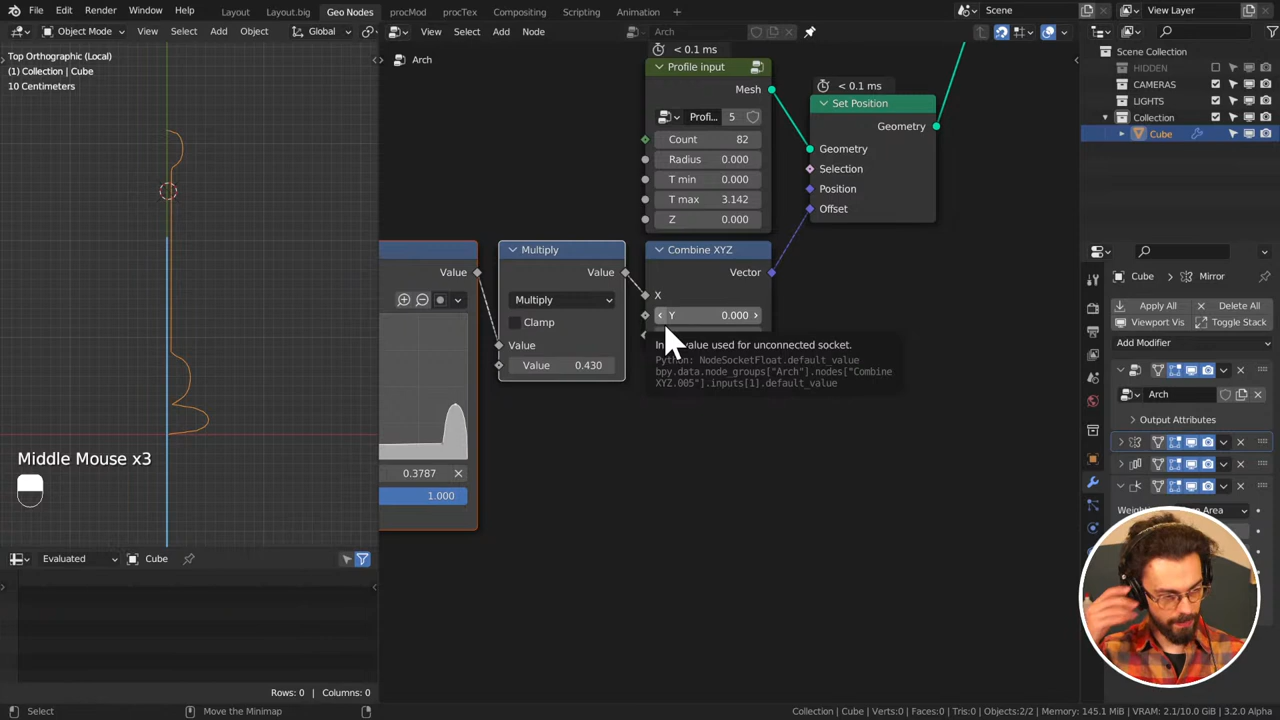 File Edit Render Window Help Layout Layout.big Geo Nodes procMod procTex Compositing Scripting Animation + Scene View Layer
Object Mode View Select Add Object Global View Select Add Node Arch
Top Orthographic (Local)
(1) Collection | Cube
10 Centimeters
Arch
< 0.1 ms
Profile input
Mesh
Profi... 5
Count 82
Radius 0.000
T min 0.000
T max 3.142
Z 0.000
< 0.1 ms
Set Position
Geometry
Geometry
Selection
Position
Offset
Value
0.3787
1.000
Multiply
Value
Multiply
Clamp
Value
Value 0.430
Combine XYZ
Vector
X
Y 0.000
value used for unconnected socket.
Python: NodeSocketFloat.default_value
bpy.data.node_groups["Arch"].nodes["Combine
XYZ.005"].inputs[1].default_value
Middle Mouse x3
Scene Collection
HIDDEN
CAMERAS
LIGHTS
Collection
Cube
Cube > Mirror
Apply All Delete All
Viewport Vis Toggle Stack
Add Modifier
Arch
Output Attributes
Evaluated Cube
Rows: 0 | Columns: 0
Select Move the Minimap Collection | Cube | Verts:0 | Faces:0 | Tris:0 | Objects:2/2 | Memory: 145.1 MiB | VRAM: 2.1/10.0 GiB | 3.2.0 Alpha